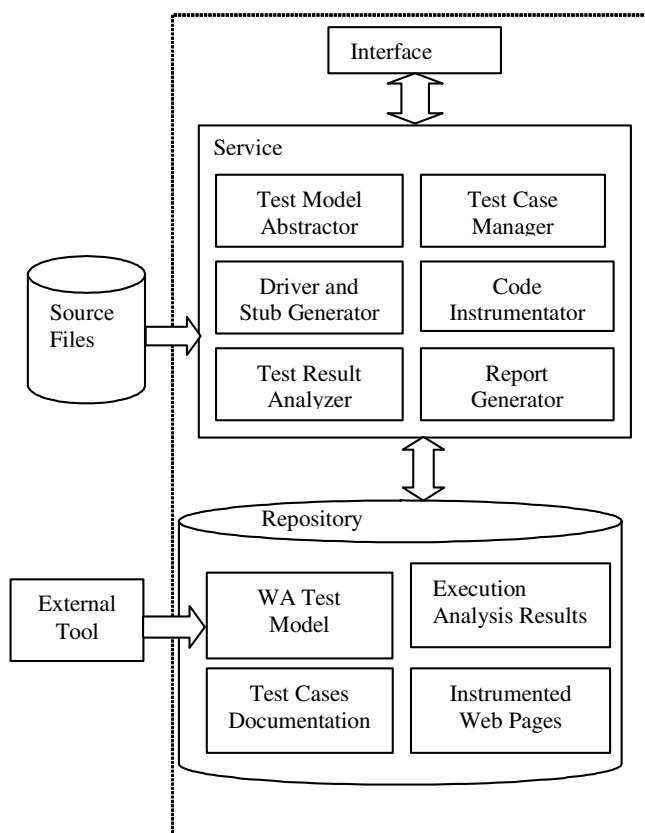 Interface
Service
Test Model
Abstractor
Test Case
Manager
Driver and
Stub Generator
Code
Instrumentator
Test Result
Analyzer
Report
Generator
Source
Files
Repository
WA Test
Model
Execution
Analysis Results
Test Cases
Documentation
Instrumented
Web Pages
External
Tool